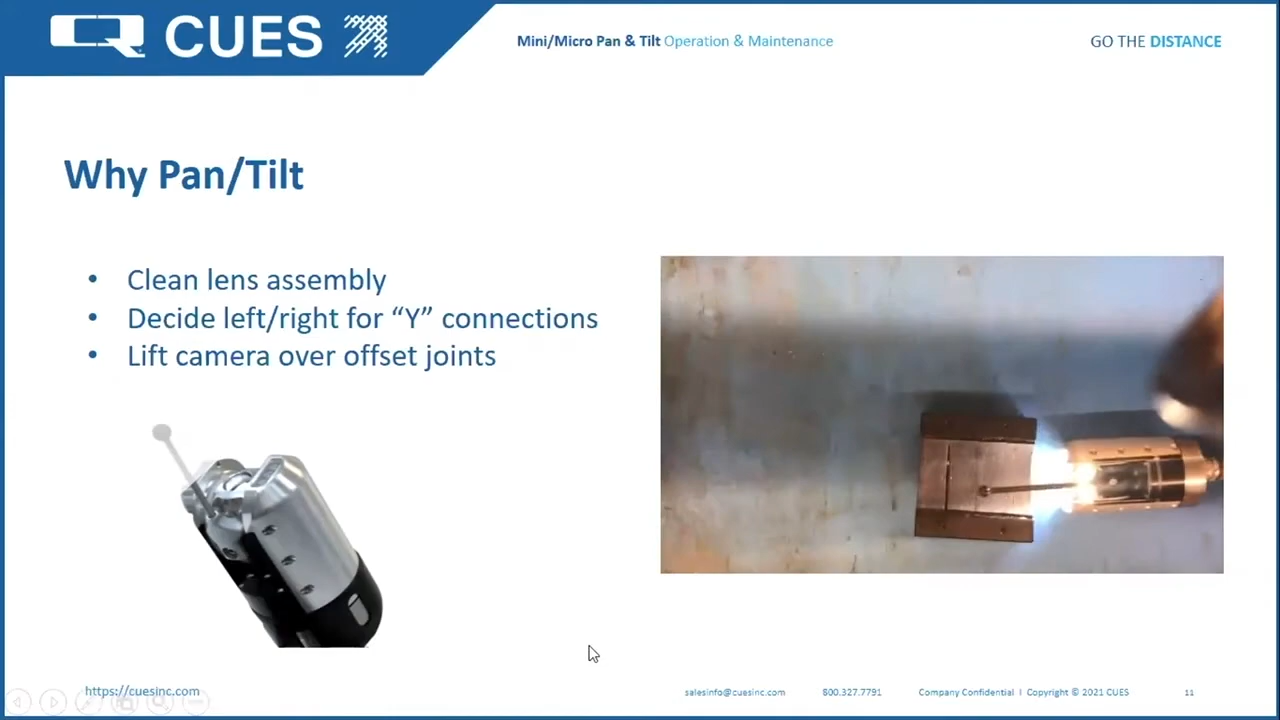 CUES
Mini/Micro Pan & Tilt Operation & Maintenance
GO THE DISTANCE
Why Pan/Tilt
• Clean lens assembly
• Decide left/right for “Y” connections
• Lift camera over offset joints
https://cuesinc.com
salesinfo@cuesinc.com
800.327.7791
Company Confidential I Copyright © 2021 CUES
11